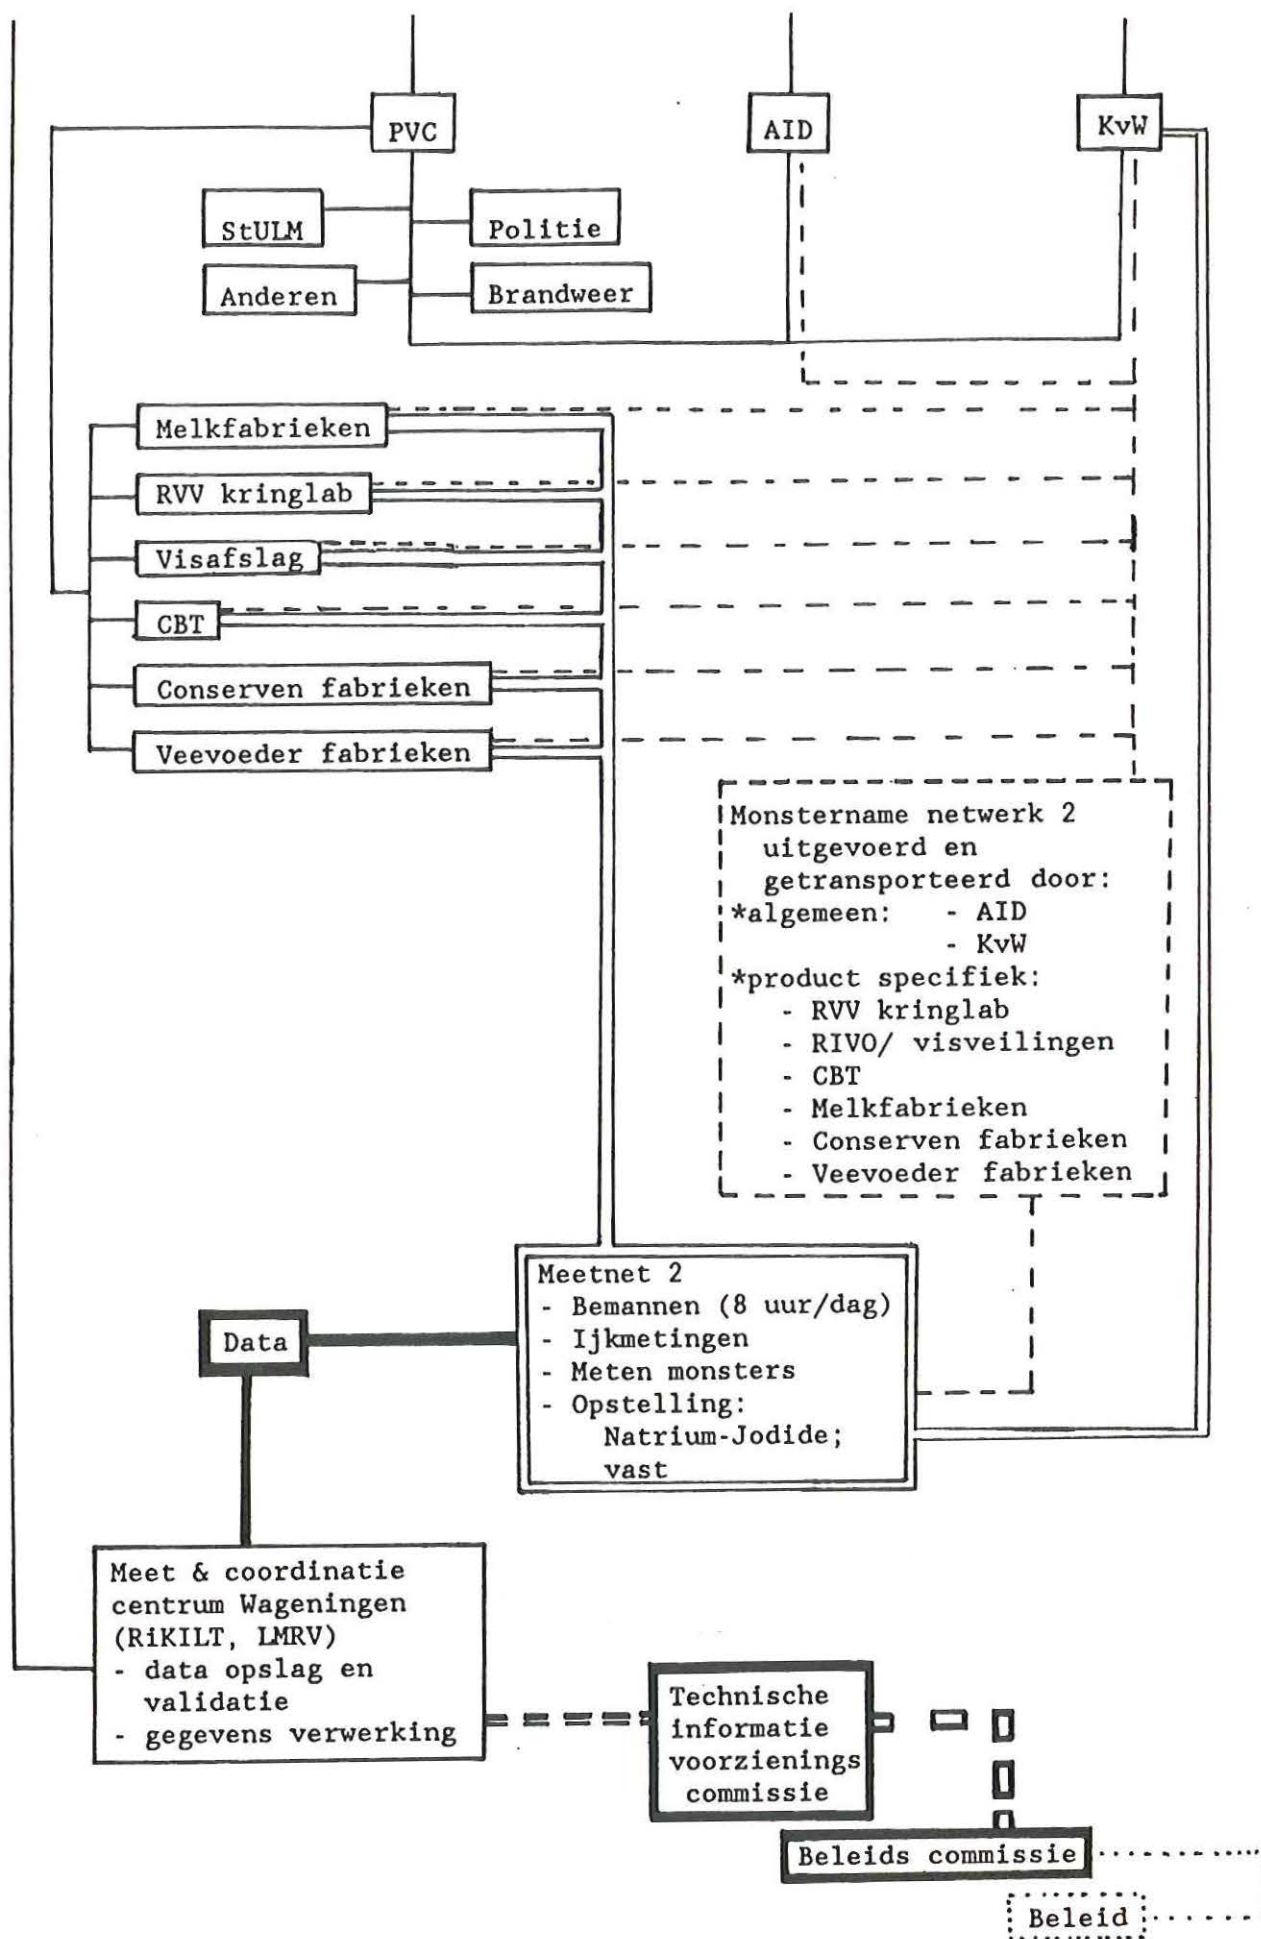 PVC
AID
KvW
StULM
Politie
Anderen
Brandweer
Melkfabrieken
RVV kringlab
Visafslag
CBT
Conserven fabrieken
Veevoeder fabrieken
Monstername netwerk 2
uitgevoerd en
getransporteerd door:
*algemeen: - AID
- KvW
*product specifiek:
- RVV kringlab
- RIVO/ visveilingen
- CBT
- Melkfabrieken
- Conserven fabrieken
- Veevoeder fabrieken
Meetnet 2
- Bemannen (8 uur/dag)
- Ijkmetingen
- Meten monsters
- Opstelling:
Natrium-Jodide;
vast
Data
Meet & coordinatie
centrum Wageningen
(RiKILT, LMRV)
- data opslag en
validatie
- gegevens verwerking
Technische
informatie
voorzienings
commissie
Beleids commissie
Beleid